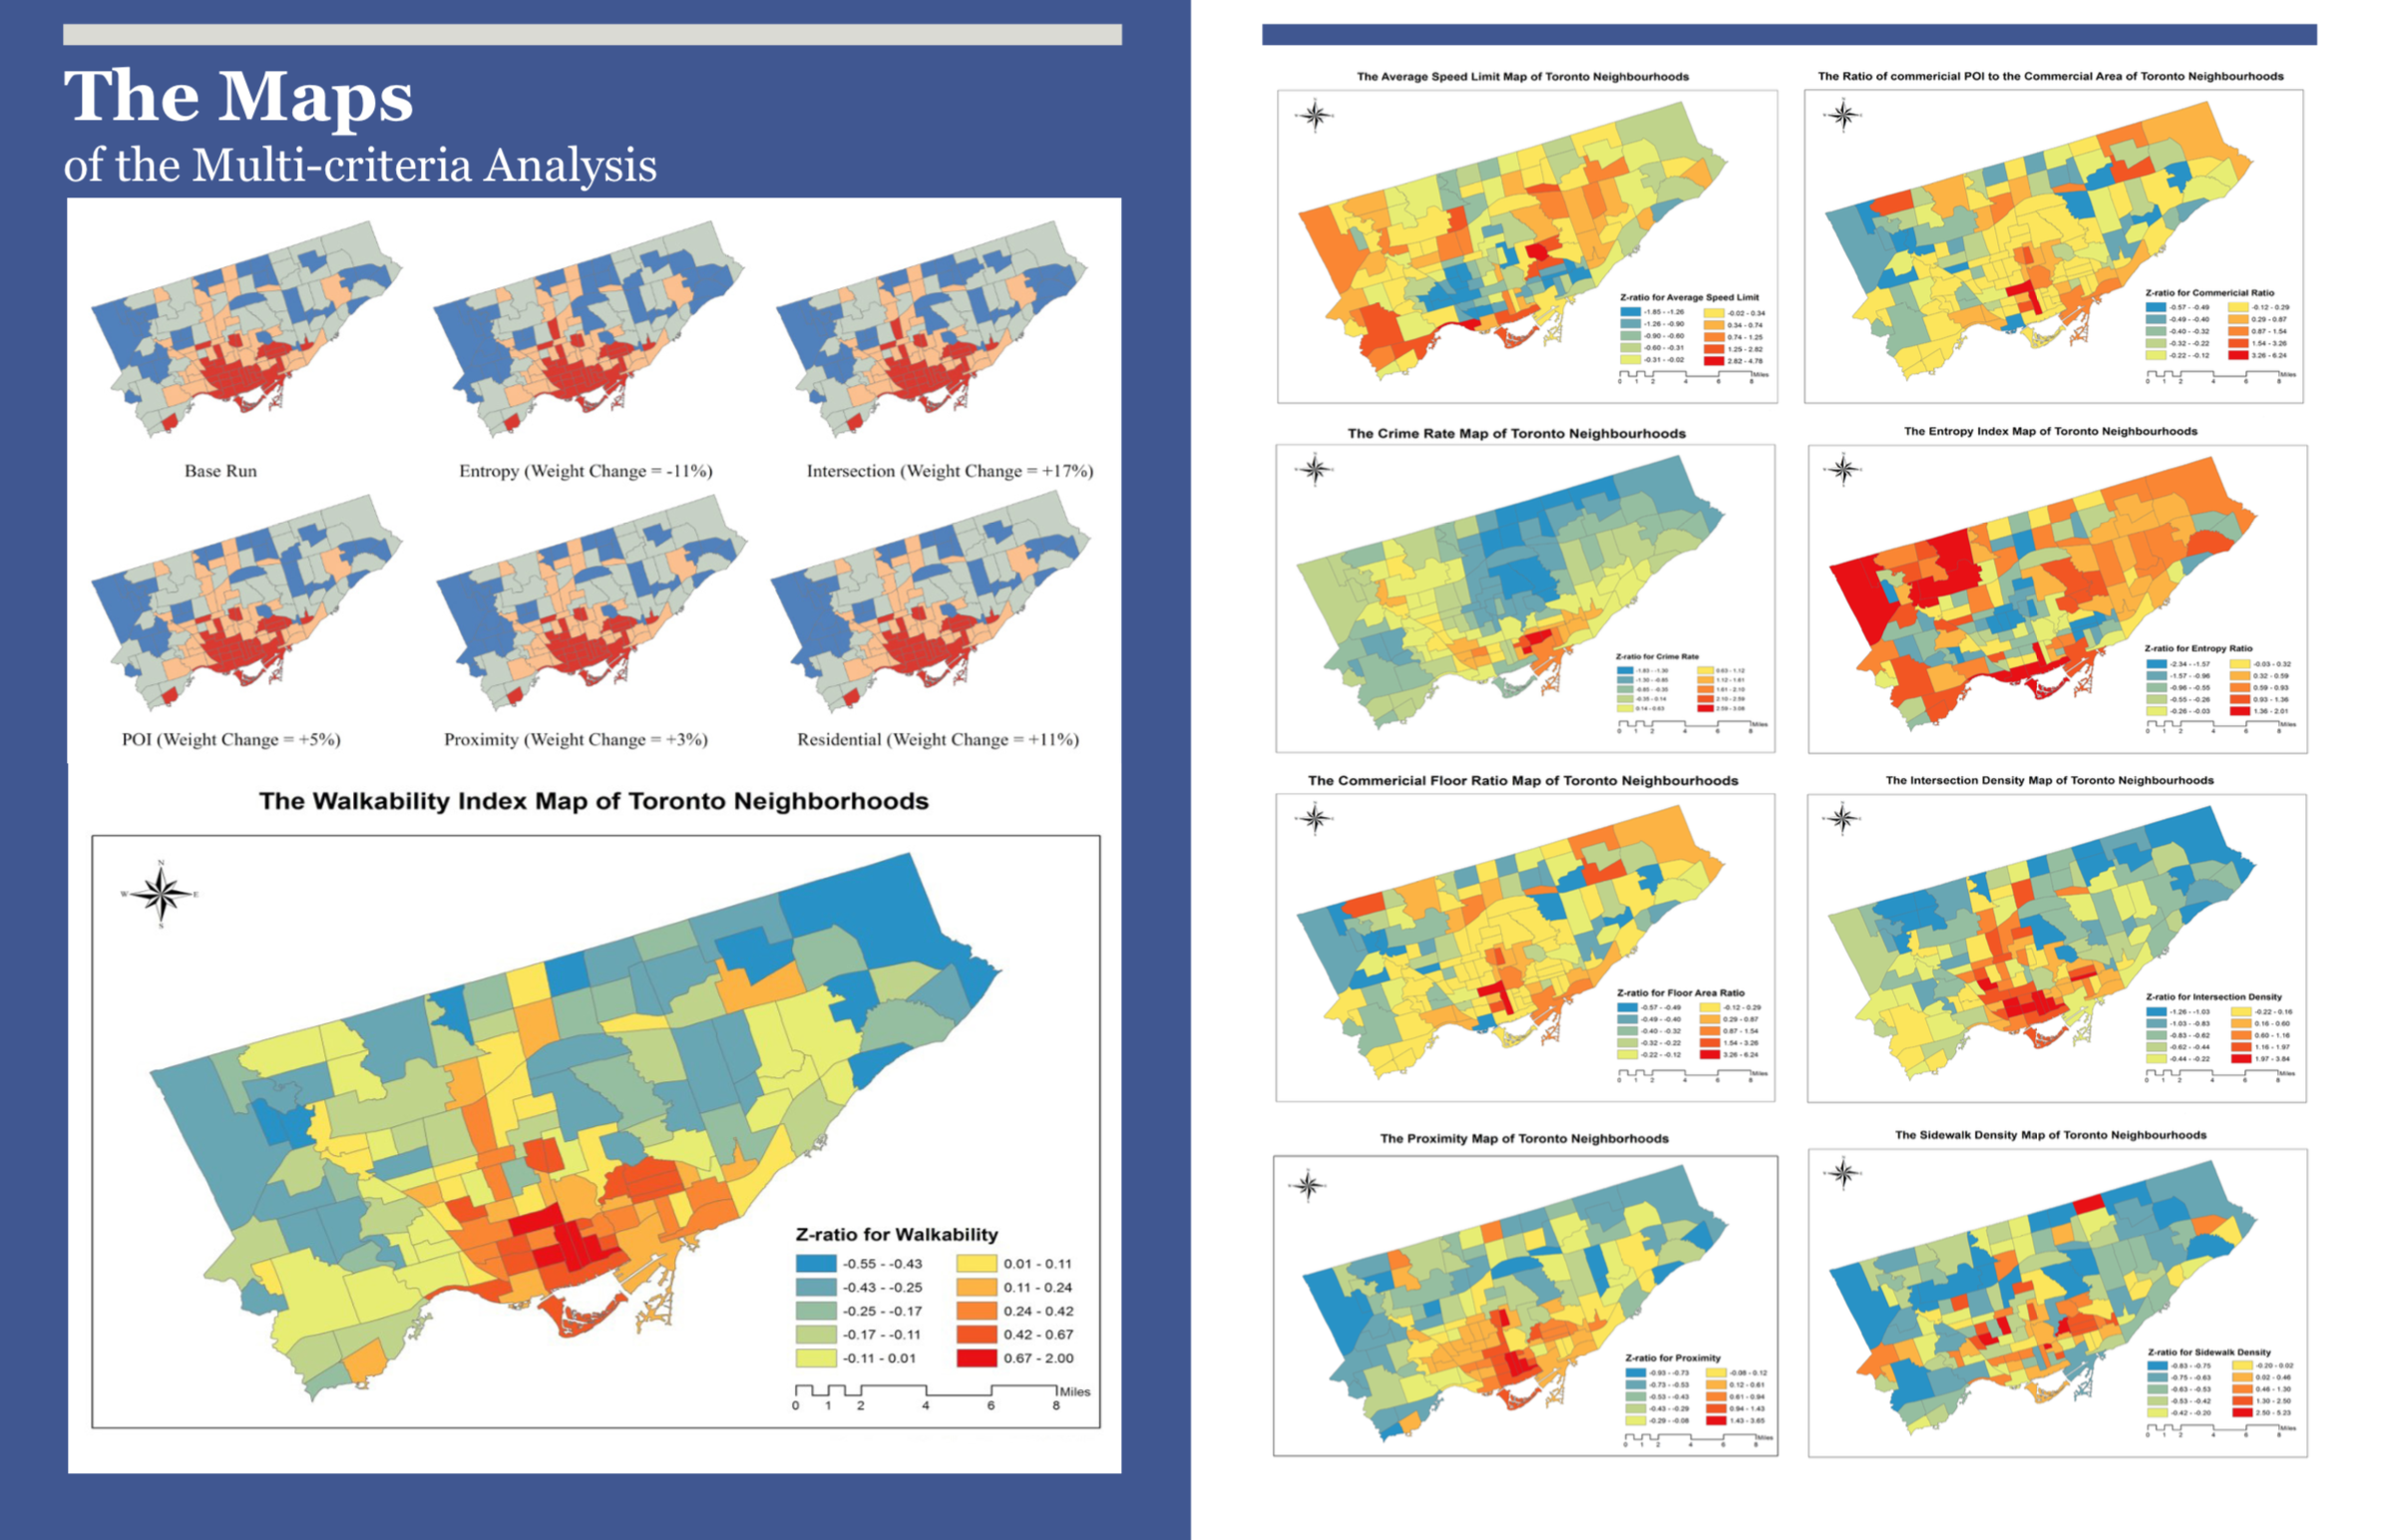 The Maps
of the Multi-criteria Analysis
Base Run
Entropy (Weight Change = -11%)
Intersection (Weight Change = +17%)
POI (Weight Change = +5%)
Proximity (Weight Change = +3%)
Residential (Weight Change = +11%)
The Walkability Index Map of Toronto Neighborhoods
N
W E
S
Z-ratio for Walkability
-0.55 - -0.43 0.01 - 0.11
-0.43 - -0.25 0.11 - 0.24
-0.25 - -0.17 0.24 - 0.42
-0.17 - -0.11 0.42 - 0.67
-0.11 - 0.01 0.67 - 2.00
Miles
0 1 2 4 6 8
The Average Speed Limit Map of Toronto Neighbourhoods
Z-ratio for Average Speed Limit
-1.85 - -1.26 -0.02 - 0.34
-1.26 - -0.90 0.34 - 0.74
-0.90 - -0.60 0.74 - 1.25
-0.60 - -0.31 1.25 - 2.82
-0.31 - -0.02 2.82 - 4.78
Miles
0 1 2 4 6 8
The Ratio of commericial POI to the Commercial Area of Toronto Neighbourhoods
Z-ratio for Commericial Ratio
-0.57 - -0.49 -0.12 - 0.29
-0.49 - -0.40 0.29 - 0.87
-0.40 - -0.32 0.87 - 1.54
-0.32 - -0.22 1.54 - 3.26
-0.22 - -0.12 3.26 - 6.24
Miles
0 1 2 4 6 8
The Crime Rate Map of Toronto Neighbourhoods
Z-ratio for Crime Rate
0.63 - 1.12
-1.30 - -0.85 1.12 - 1.61
1.61 - 2.10
-0.35 - 0.14 2.10 - 2.59
0.14 - 0.63 2.59 - 3.08
Miles
0 1 2 4 6 8
The Entropy Index Map of Toronto Neighbourhoods
Z-ratio for Entropy Ratio
-2.34 - -1.57 -0.03 - 0.32
-1.57 - -0.96 0.32 - 0.59
-0.96 - -0.55 0.59 - 0.93
-0.55 - -0.26 0.93 - 1.36
-0.26 - -0.03 1.36 - 2.01
Miles
0 1 2 4 6 8
The Commericial Floor Ratio Map of Toronto Neighbourhoods
Z-ratio for Floor Area Ratio
-0.57 - -0.49 -0.12 - 0.29
-0.49 - -0.40 0.29 - 0.87
-0.40 - -0.32 0.87 - 1.54
-0.32 - -0.22 1.54 - 3.26
-0.22 - -0.12 3.26 - 6.24
Miles
0 1 2 4 6 8
The Intersection Density Map of Toronto Neighbourhoods
Z-ratio for Intersection Density
-1.26 - -1.03 -0.22 - 0.16
-1.03 - -0.83 0.16 - 0.60
-0.83 - -0.62 0.60 - 1.16
-0.62 - -0.44 1.16 - 1.97
-0.44 - -0.22 1.97 - 3.84
Miles
0 1 2 4 6 8
The Proximity Map of Toronto Neighborhoods
Z-ratio for Proximity
-0.93 - -0.73 -0.08 - 0.12
-0.73 - -0.53 0.12 - 0.61
-0.53 - -0.43 0.61 - 0.94
-0.43 - -0.29 0.94 - 1.43
-0.29 - -0.08 1.43 - 3.65
Miles
0 1 2 4 6 8
The Sidewalk Density Map of Toronto Neighbourhoods
Z-ratio for Sidewalk Density
-0.83 - -0.75 -0.20 - 0.02
-0.75 - -0.63 0.02 - 0.46
-0.63 - -0.53 0.46 - 1.30
-0.53 - -0.42 1.30 - 2.50
-0.42 - -0.20 2.50 - 5.23
Miles
0 1 2 4 6 8